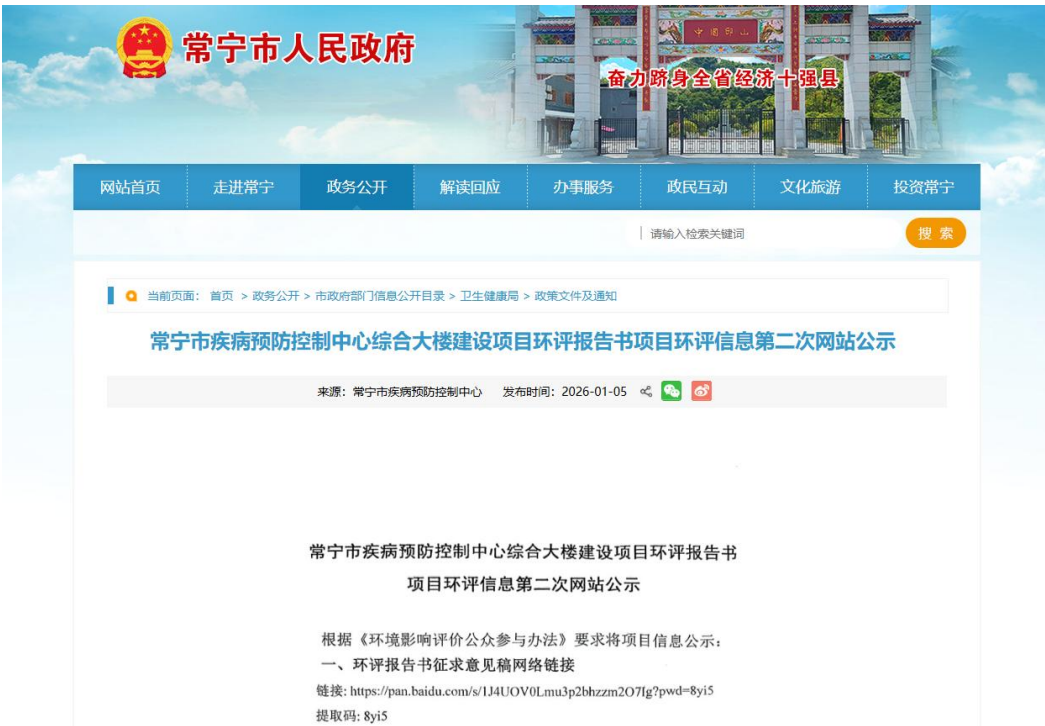 常宁市人民政府
中国印山
奋力跻身全省经济十强县
网站首页 走进常宁 政务公开 解读回应 办事服务 政民互动 文化旅游 投资常宁
请输入检索关键词 搜 索
当前页面: 首页 > 政务公开 > 市政府部门信息公开目录 > 卫生健康局 > 政策文件及通知
常宁市疾病预防控制中心综合大楼建设项目环评报告书项目环评信息第二次网站公示
来源: 常宁市疾病预防控制中心 发布时间: 2026-01-05
常宁市疾病预防控制中心综合大楼建设项目环评报告书
项目环评信息第二次网站公示
根据《环境影响评价公众参与办法》要求将项目信息公示:
一、环评报告书征求意见稿网络链接
链接: https://pan.baidu.com/s/1J4UOV0Lmu3p2bhzzm2O7Ig?pwd=8yi5
提取码: 8yi5